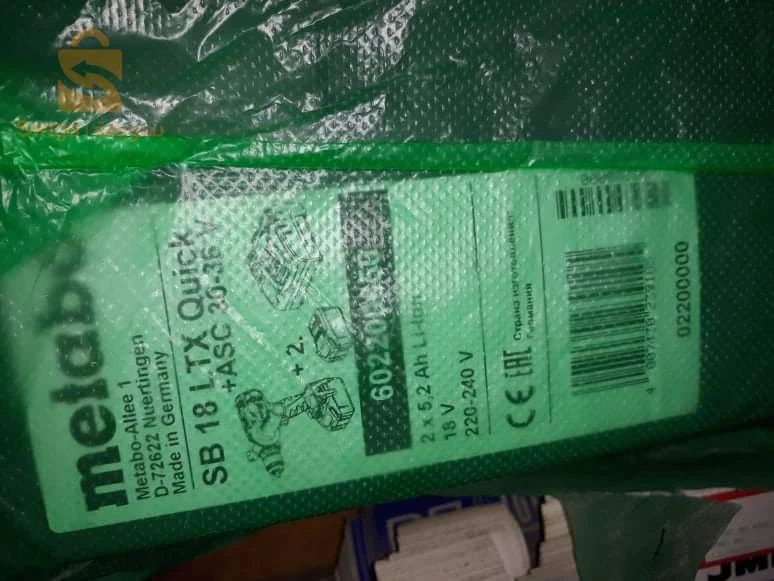 metabo
Metabo-Allee 1
D-72622 Nuertingen
Made in Germany
SB 18 LTX Quick
+ASC 30-36 V
+ 2.
2 x 5,2 Ah Li-Ion
18 V
220-240 V
CE EAC Страна изготовления:
Германия
02200000
JM